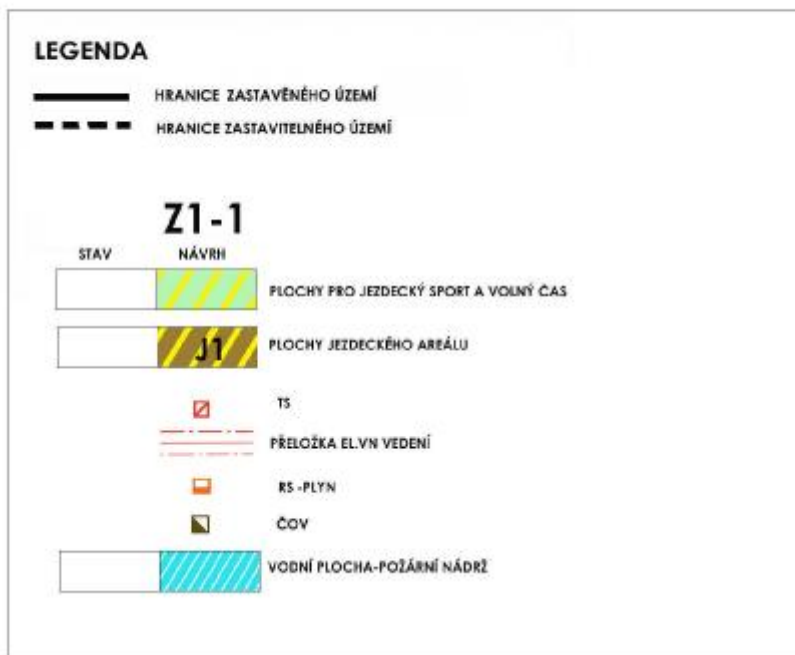 LEGENDA
HRANICE ZASTAVĚNÉHO ÚZEMÍ
HRANICE ZASTAVITELNÉHO ÚZEMÍ
Z1-1
STAV NÁVRH
PLOCHY PRO JEZDECKÝ SPORT A VOLNÝ ČAS
J1 PLOCHY JEZDECKÉHO AREÁLU
TS
PŘELOŽKA EL.VN VEDENÍ
RS -PLYN
ČOV
VODNÍ PLOCHA-POŽÁRNÍ NÁDRŽ